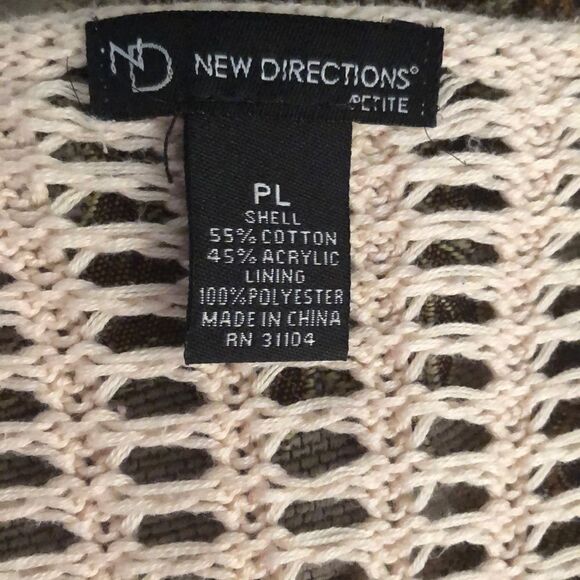 ND NEW DIRECTIONS®
PETITE
PL
SHELL
55% COTTON
45% ACRYLIC
LINING
100% POLYESTER
MADE IN CHINA
RN 31104